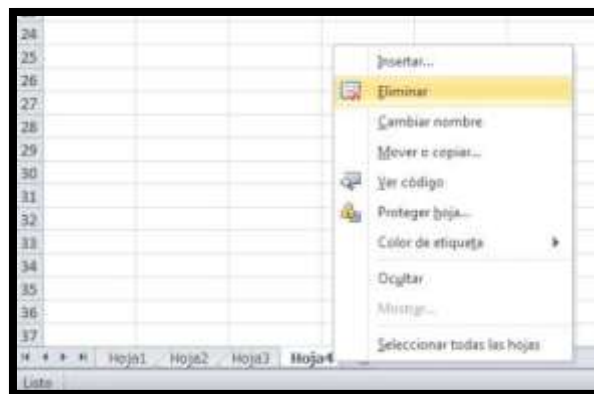 24
25
Insertar...
26
Eliminar
27
28
Cambiar nombre
29
Mover o copiar...
30
Ver código
31
32
Proteger hoja...
33
Color de etiqueta
34
35
Ocultar
36
Mostrar...
37
Seleccionar todas las hojas
Hoja1 Hoja2 Hoja3 Hoja4
Listo